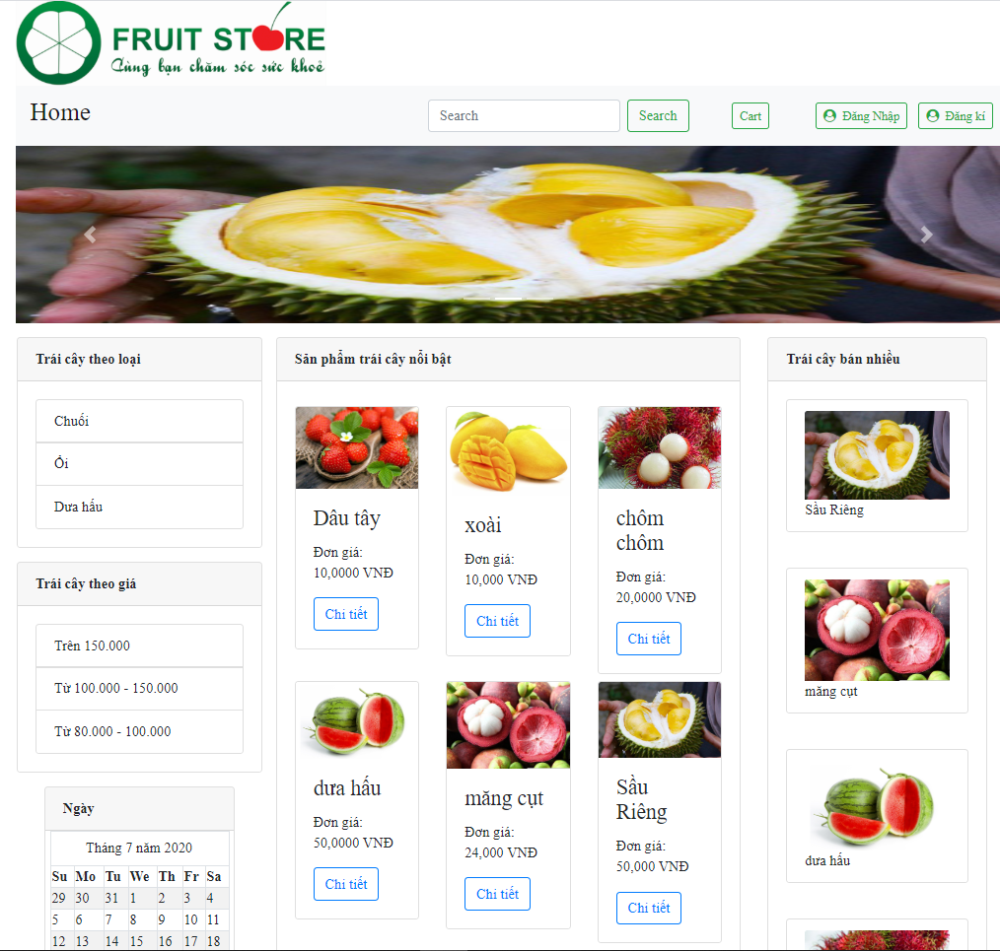 FRUIT STORE
Cùng bạn chăm sóc sức khoẻ
Home
Search
Search
Cart
Đăng Nhập
Đăng kí
Trái cây theo loại
Chuối
Ổi
Dưa hấu
Trái cây theo giá
Trên 150.000
Từ 100.000 - 150.000
Từ 80.000 - 100.000
Ngày
Tháng 7 năm 2020
Su Mo Tu We Th Fr Sa
29 30 31 1 2 3 4
5 6 7 8 9 10 11
12 13 14 15 16 17 18
Sản phẩm trái cây nổi bật
Dâu tây
Đơn giá:
10,0000 VNĐ
Chi tiết
xoài
Đơn giá:
10,000 VNĐ
Chi tiết
chôm
chôm
Đơn giá:
20,0000 VNĐ
Chi tiết
dưa hấu
Đơn giá:
50,0000 VNĐ
Chi tiết
măng cụt
Đơn giá:
24,000 VNĐ
Chi tiết
Sầu
Riêng
Đơn giá:
50,000 VNĐ
Chi tiết
Trái cây bán nhiều
Sầu Riêng
măng cụt
dưa hấu